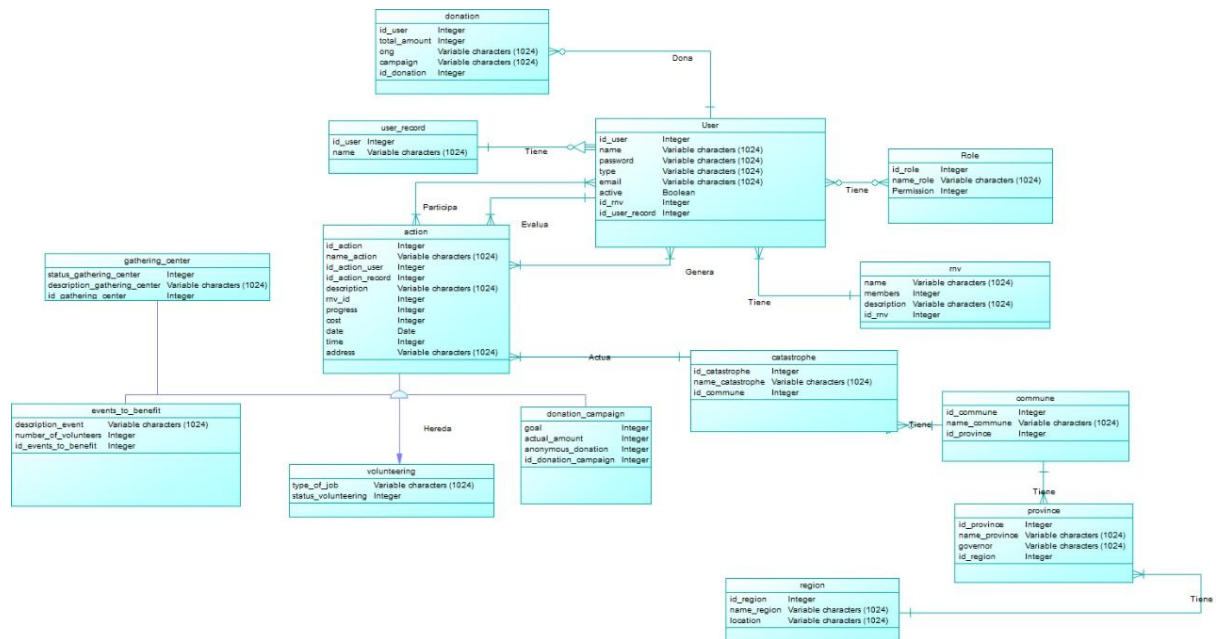 donation
id_user Integer
total_amount Integer
ong Variable characters (1024)
campaign Variable characters (1024)
id_donation Integer
Dona
user_record
id_user Integer
name Variable characters (1024)
Tiene
User
id_user Integer
name Variable characters (1024)
password Variable characters (1024)
type Variable characters (1024)
email Variable characters (1024)
active Boolean
id_rnv Integer
id_user_record Integer
Tiene
Role
id_role Integer
name_role Variable characters (1024)
Permission Integer
Participa
Evalua
Genera
Tiene
action
id_action Integer
name_action Variable characters (1024)
id_action_user Integer
id_action_record Integer
description Variable characters (1024)
rnv_id Integer
progress Integer
cost Integer
date Date
time Integer
address Variable characters (1024)
gathering_center
status_gathering_center Integer
description_gathering_center Variable characters (1024)
id_gathering_center Integer
rnv
name Variable characters (1024)
members Integer
description Variable characters (1024)
id_rnv Integer
Actua
catastrophe
id_catastrophe Integer
name_catastrophe Variable characters (1024)
id_commune Integer
Tiene
commune
id_commune Integer
name_commune Variable characters (1024)
id_province Integer
events_to_benefit
description_event Variable characters (1024)
number_of_volunteers Integer
id_events_to_benefit Integer
Hereda
donation_campaign
goal Integer
actual_amount Integer
anonymous_donation Integer
id_donation_campaign Integer
volunteering
type_of_job Variable characters (1024)
status_volunteering Integer
Tiene
province
id_province Integer
name_province Variable characters (1024)
governor Variable characters (1024)
id_region Integer
Tiene
region
id_region Integer
name_region Variable characters (1024)
location Variable characters (1024)